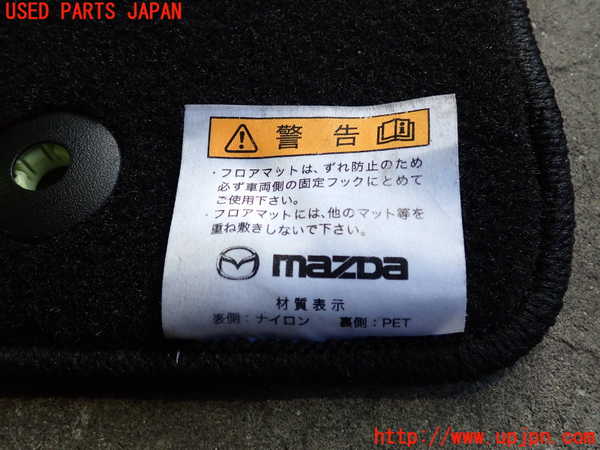 USED PARTS JAPAN
警告
・フロアマットは、ずれ防止のため
必ず車両側の固定フックにとめて
ご使用下さい。
・フロアマットには、他のマット等を
重ね敷きしないで下さい。
mazda
材質表示
表側：ナイロン 裏側：PET
http://www.upjpn.com